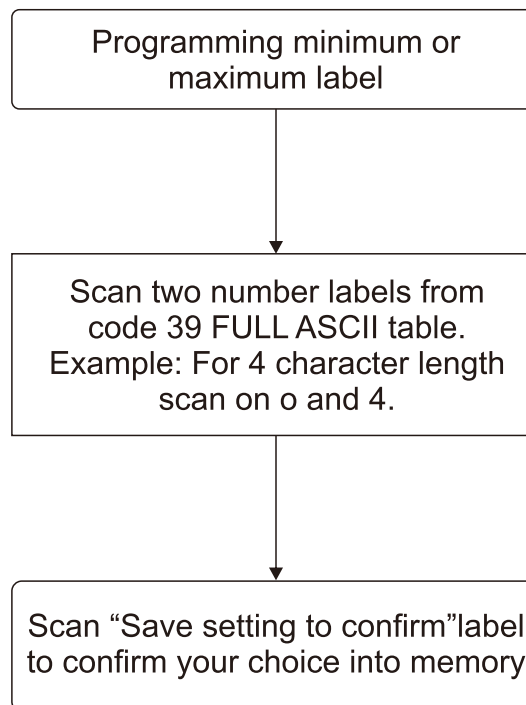 Programming minimum or
maximum label
Scan two number labels from
code 39 FULL ASCII table.
Example: For 4 character length
scan on o and 4.
Scan “Save setting to confirm”label
to confirm your choice into memory